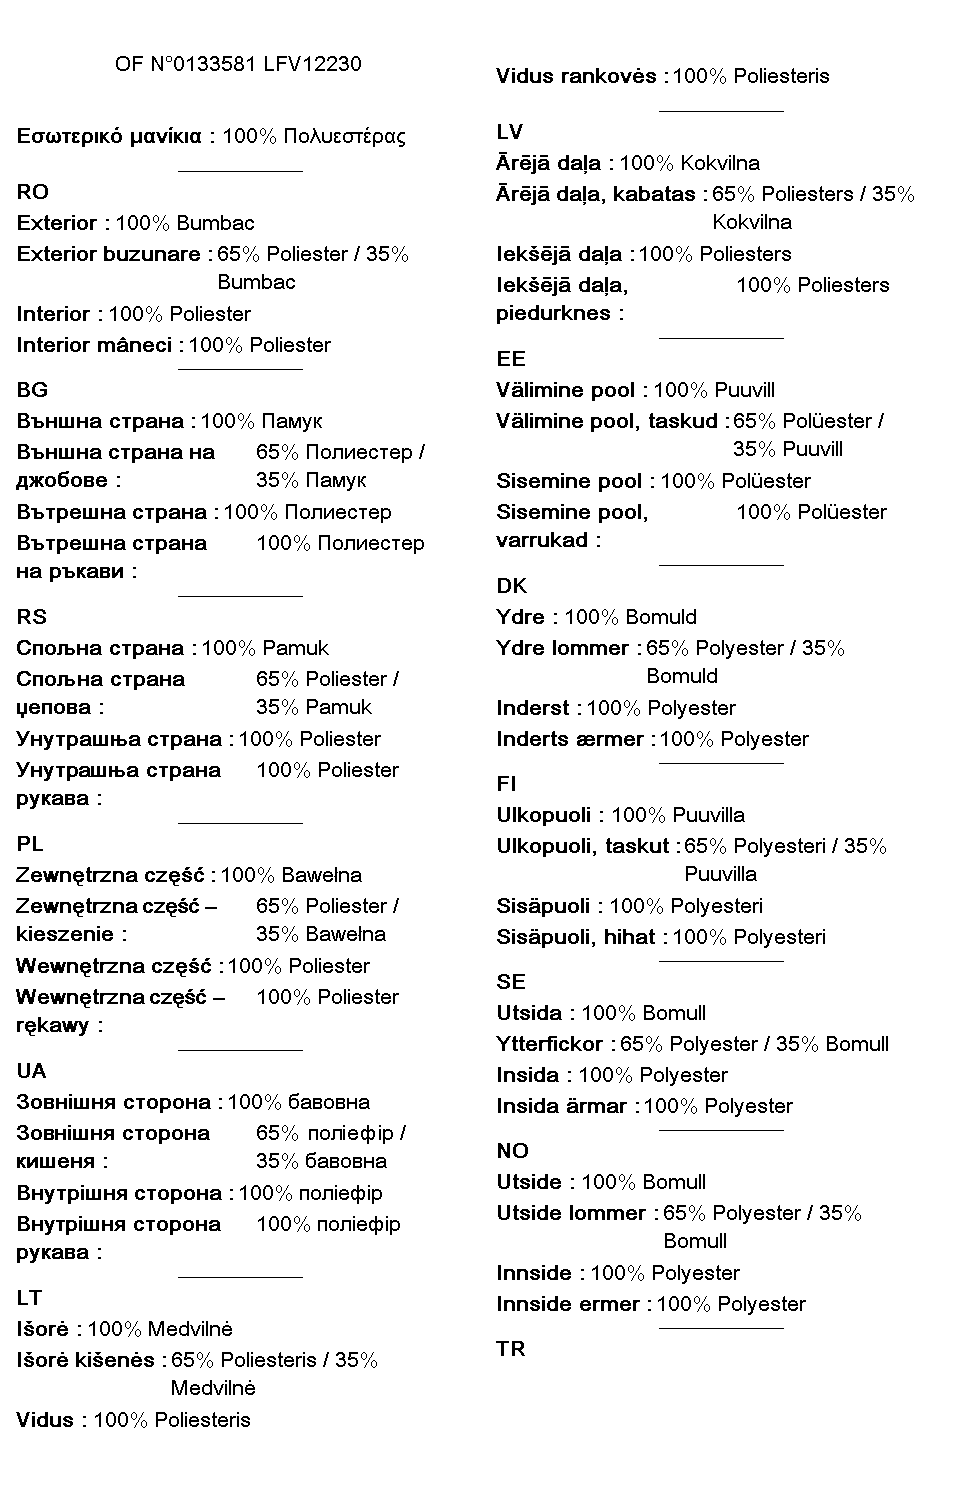 OF N°0133581 LFV12230
Εσωτερικό μανίκια : 100% Πολυεστέρας
RO
Exterior : 100% Bumbac
Exterior buzunare : 65% Poliester / 35%
Bumbac
Interior : 100% Poliester
Interior mâneci : 100% Poliester
BG
Външна страна : 100% Памук
Външна страна на 65% Полиестер /
джобове : 35% Памук
Вътрешна страна : 100% Полиестер
Вътрешна страна 100% Полиестер
на ръкави :
RS
Спољна страна : 100% Pamuk
Спољна страна 65% Poliester /
џепова : 35% Pamuk
Унутрашња страна : 100% Poliester
Унутрашња страна 100% Poliester
рукава :
PL
Zewnętrzna część : 100% Bawełna
Zewnętrzna część – 65% Poliester /
kieszenie : 35% Bawełna
Wewnętrzna część : 100% Poliester
Wewnętrzna część – 100% Poliester
rękawy :
UA
Зовнішня сторона : 100% бавовна
Зовнішня сторона 65% поліефір /
кишеня : 35% бавовна
Внутрішня сторона : 100% поліефір
Внутрішня сторона 100% поліефір
рукава :
LT
Išorė : 100% Medvilnė
Išorė kišenės : 65% Poliesteris / 35%
Medvilnė
Vidus : 100% Poliesteris
Vidus rankovės : 100% Poliesteris
LV
Ārējā daļa : 100% Kokvilna
Ārējā daļa, kabatas : 65% Poliesters / 35%
Kokvilna
Iekšējā daļa : 100% Poliesters
Iekšējā daļa, 100% Poliesters
piedurknes :
EE
Välimine pool : 100% Puuvill
Välimine pool, taskud : 65% Polüester /
35% Puuvill
Sisemine pool : 100% Polüester
Sisemine pool, 100% Polüester
varrukad :
DK
Ydre : 100% Bomuld
Ydre lommer : 65% Polyester / 35%
Bomuld
Inderst : 100% Polyester
Inderts ærmer : 100% Polyester
FI
Ulkopuoli : 100% Puuvilla
Ulkopuoli, taskut : 65% Polyesteri / 35%
Puuvilla
Sisäpuoli : 100% Polyesteri
Sisäpuoli, hihat : 100% Polyesteri
SE
Utsida : 100% Bomull
Ytterfickor : 65% Polyester / 35% Bomull
Insida : 100% Polyester
Insida ärmar : 100% Polyester
NO
Utside : 100% Bomull
Utside lommer : 65% Polyester / 35%
Bomull
Innside : 100% Polyester
Innside ermer : 100% Polyester
TR